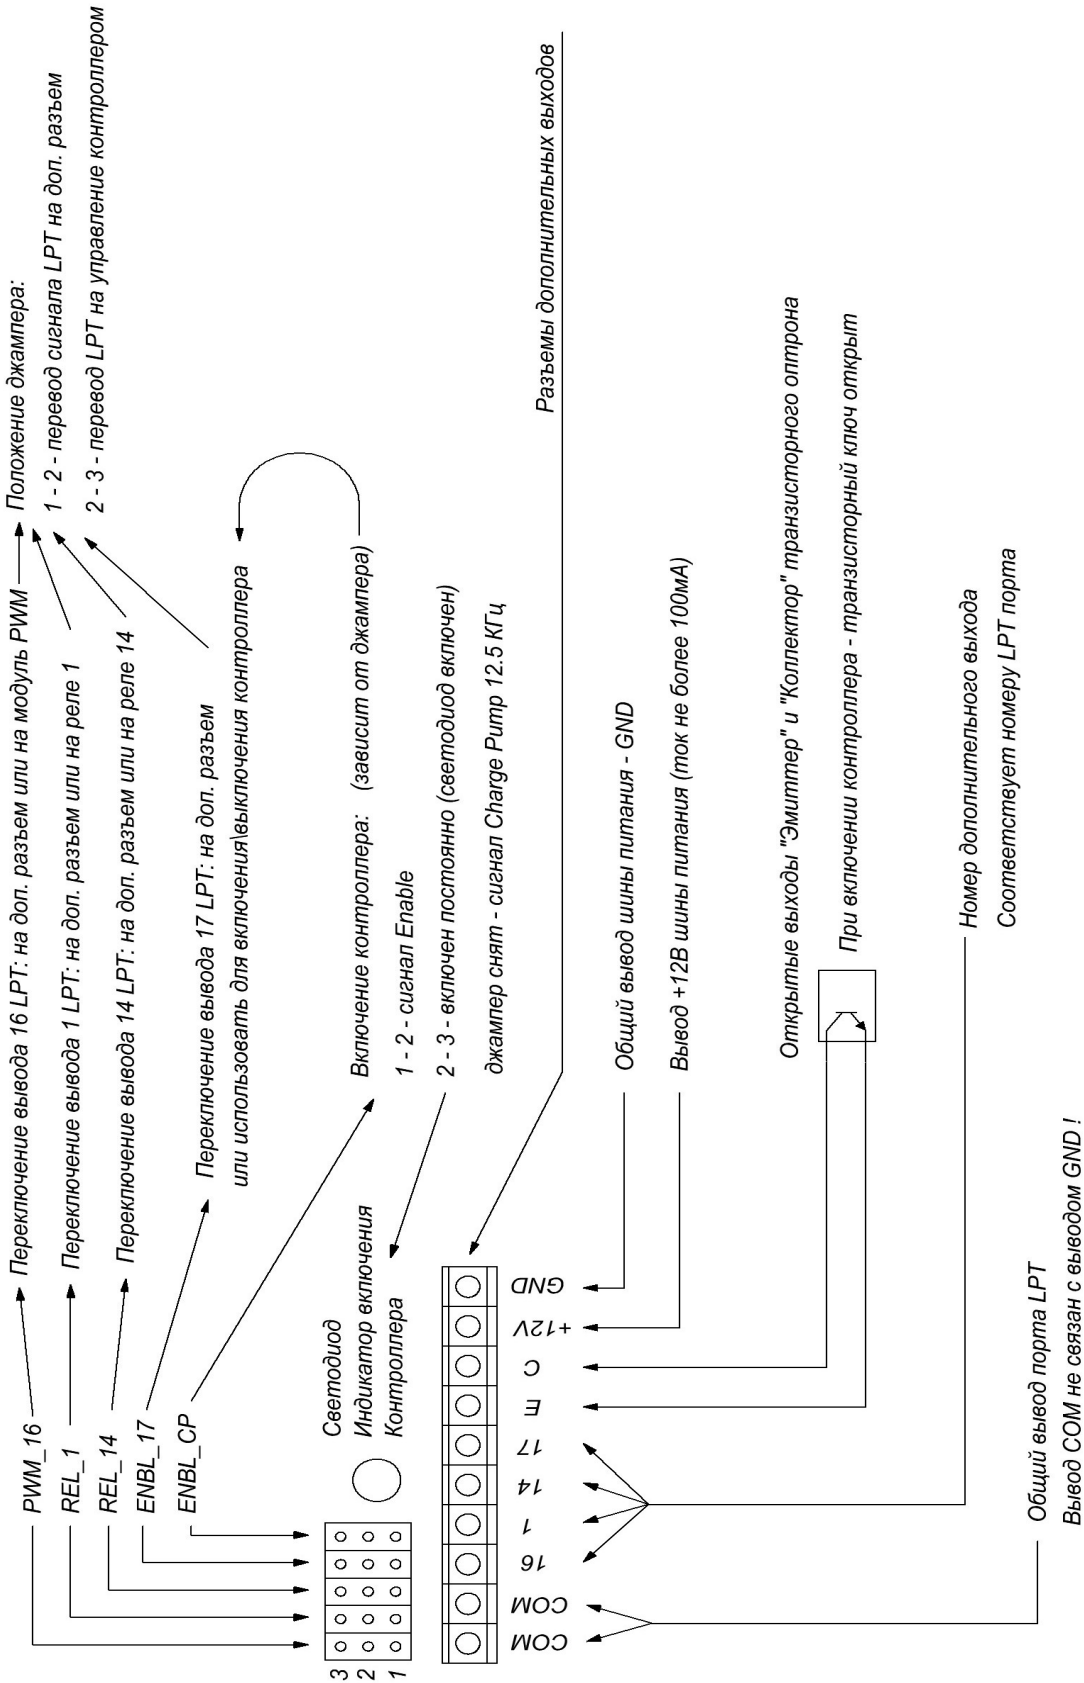 PWM_16
Переключение вывода 16 LPT: на доп. разъем или на модуль PWM
Положение джампера:
1 - 2 - перевод сигнала LPT на доп. разъем
2 - 3 - перевод LPT на управление контроллером
REL_1
Переключение вывода 1 LPT: на доп. разъем или на реле 1
REL_14
Переключение вывода 14 LPT: на доп. разъем или на реле 14
ENBL_17
Переключение вывода 17 LPT: на доп. разъем
или использовать для включения\выключения контроллера
ENBL_CP
Включение контроллера: (зависит от джампера)
1 - 2 - сигнал Enable
2 - 3 - включен постоянно (светодиод включен)
джампер снят - сигнал Charge Pump 12.5 КГц
3
2
1
Светодиод
Индикатор включения
Контроллера
Разъемы дополнительных выходов
COM
COM
16
1
14
17
E
C
+12V
GND
Общий вывод шины питания - GND
Вывод +12В шины питания (ток не более 100мА)
Открытые выходы "Эмиттер" и "Коллектор" транзисторного оптрона
При включении контроллера - транзисторный ключ открыт
Номер дополнительного выхода
Соответствует номеру LPT порта
Общий вывод порта LPT
Вывод COM не связан с выводом GND !